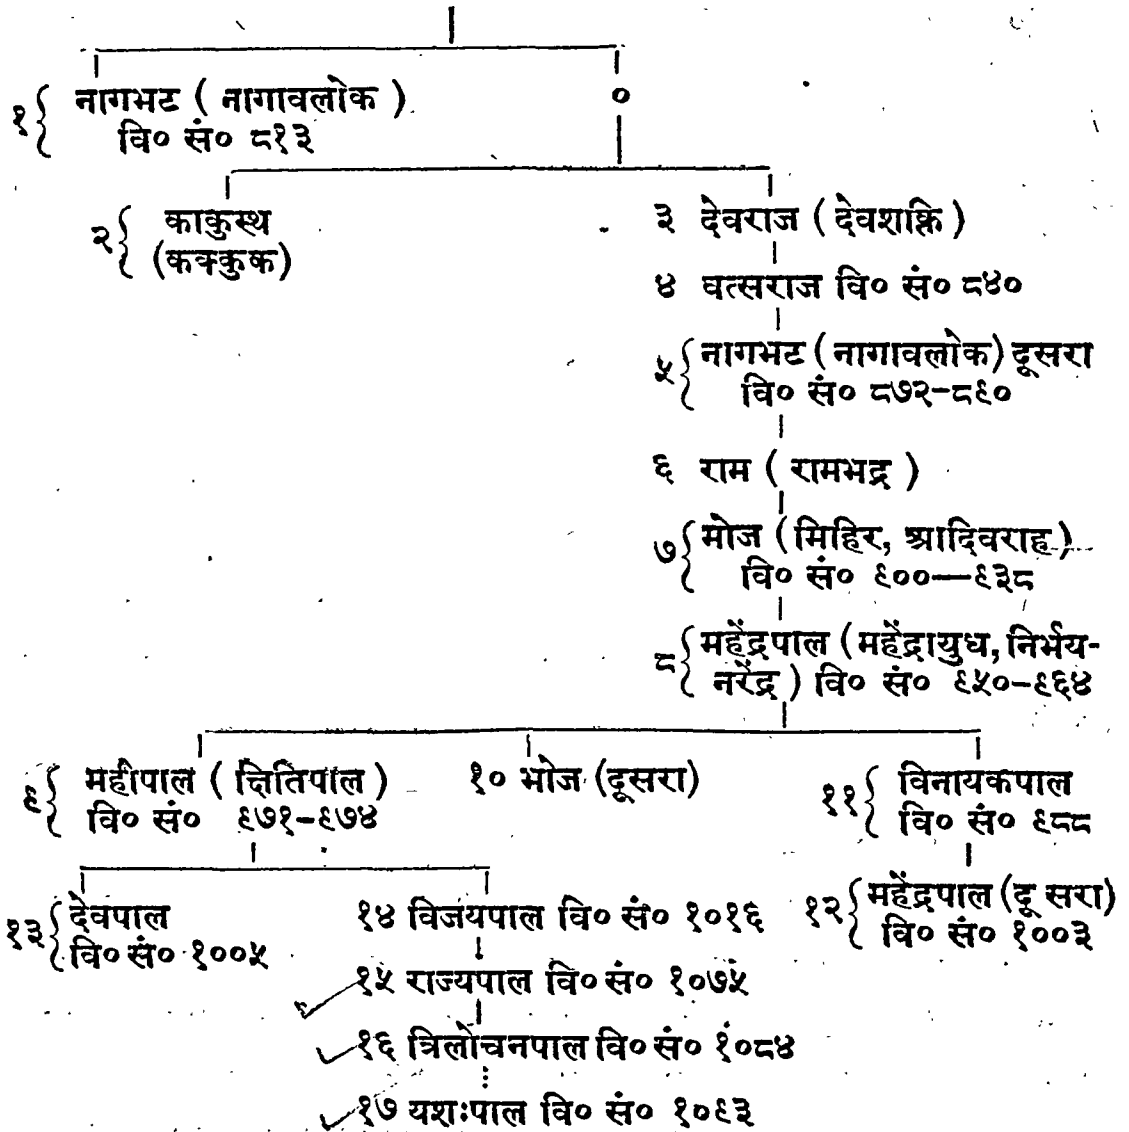 १ { नागभट ( नागावलोक )
वि० सं० ८१३
०
२ { काकुस्थ
(कक्कुक)
३ देवराज ( देवशक्ति )
४ वत्सराज वि० सं० ८४०
५ { नागभट (नागावलोक) दूसरा
वि० सं० ८७२-८९०
६ राम ( रामभद्र )
७ { भोज (मिहिर, आदिवराह)
वि० सं० ९००—९३८
८ { महेंद्रपाल (महेंद्रायुध, निर्भय-
नरेंद्र ) वि० सं० ९५०-९६४
९ { महीपाल ( क्षितिपाल )
वि० सं० ९७१-९७४
१० भोज (दूसरा)
११ { विनायकपाल
वि० सं० ९८८
१२ { महेंद्रपाल (दू सरा)
वि० सं० १००३
१३ { देवपाल
वि० सं० १००५
१४ विजयपाल वि० सं० १०१६
१५ राज्यपाल वि० सं० १०७५
१६ त्रिलोचनपाल वि० सं० १०८४
१७ यशःपाल वि० सं० १०९३